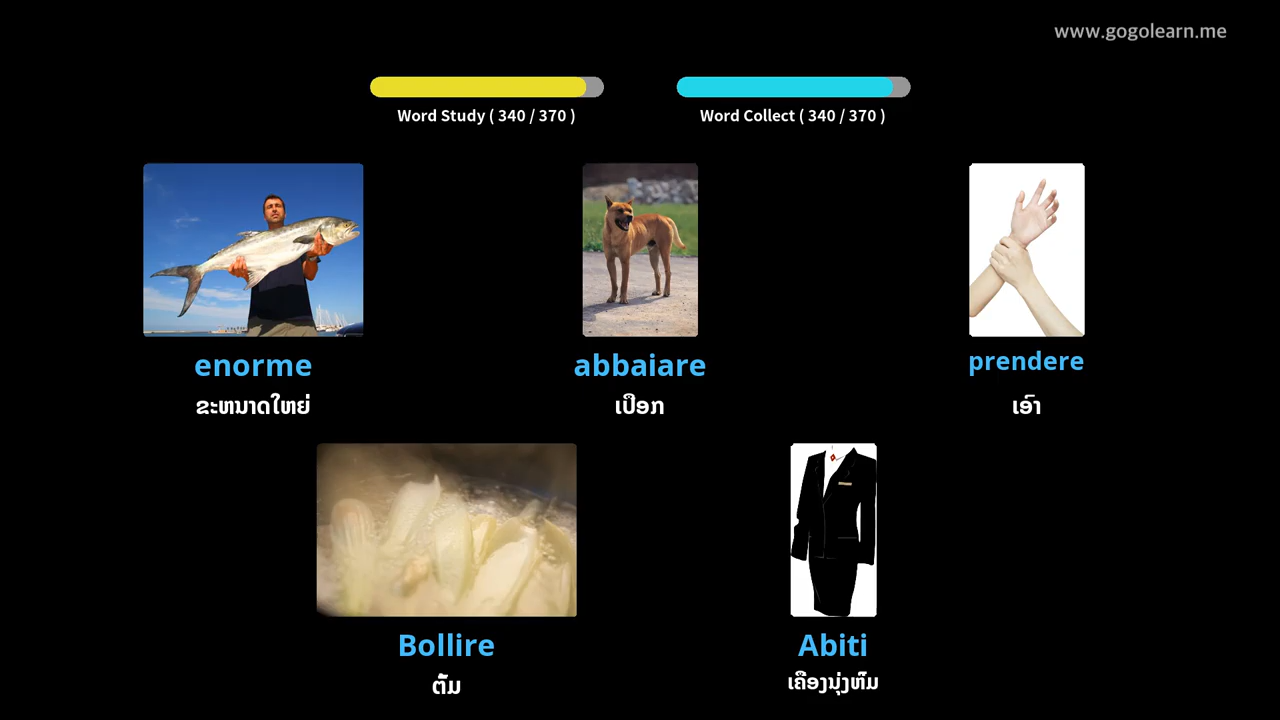 www.gogolearn.me
Word Study ( 340 / 370 )
Word Collect ( 340 / 370 )
enorme
ຂະຫນາດໃຫຍ່
abbaiare
ເປືອກ
prendere
ເອົາ
Bollire
ຕົ້ມ
Abiti
ເຄື່ອງນຸ່ງຫົ່ມ